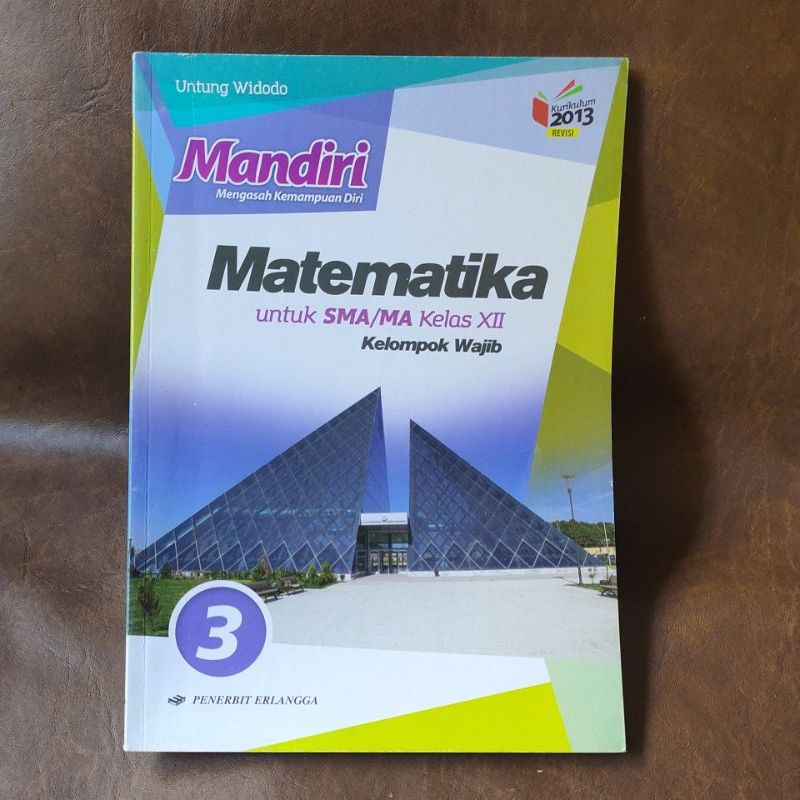 Untung Widodo
Kurikulum
2013
REVISI
Mandiri
Mengasah Kemampuan Diri
Matematika
untuk SMA/MA Kelas XII
Kelompok Wajib
3
PENERBIT ERLANGGA